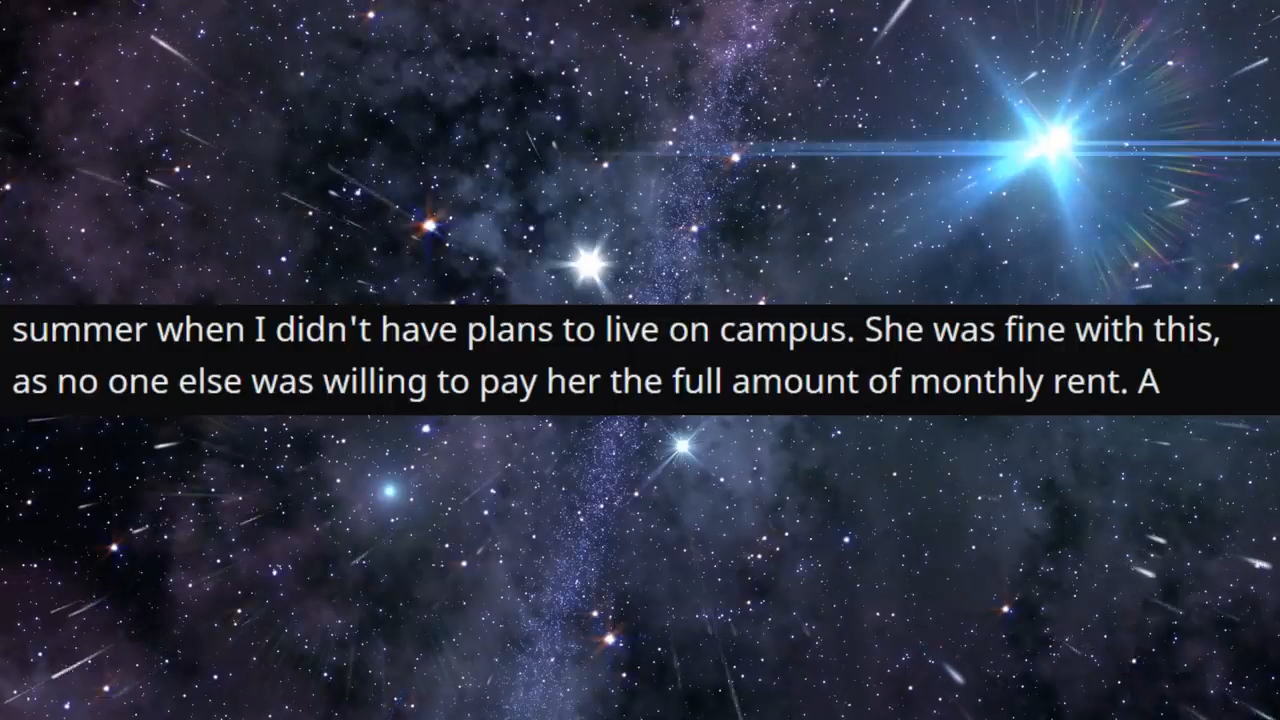 summer when I didn't have plans to live on campus. She was fine with this,
as no one else was willing to pay her the full amount of monthly rent. A